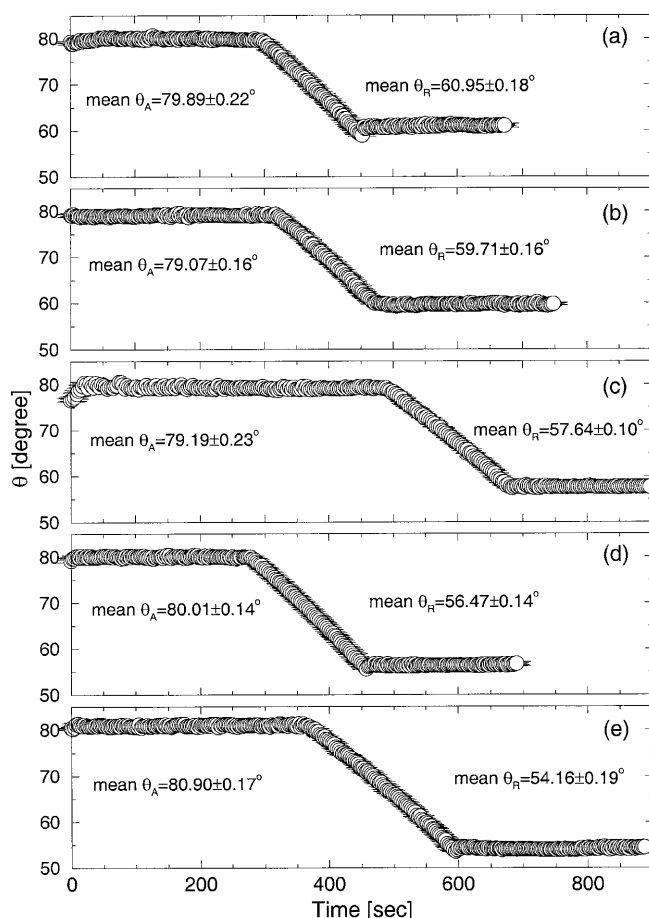 80
70
60
50
(a)
mean θA=79.89±0.22°
mean θR=60.95±0.18°
80
70
60
50
(b)
mean θA=79.07±0.16°
mean θR=59.71±0.16°
80
70
60
50
(c)
mean θA=79.19±0.23°
mean θR=57.64±0.10°
θ [degree]
80
70
60
50
(d)
mean θA=80.01±0.14°
mean θR=56.47±0.14°
80
70
60
50
(e)
mean θA=80.90±0.17°
mean θR=54.16±0.19°
0 200 400 600 800
Time [sec]